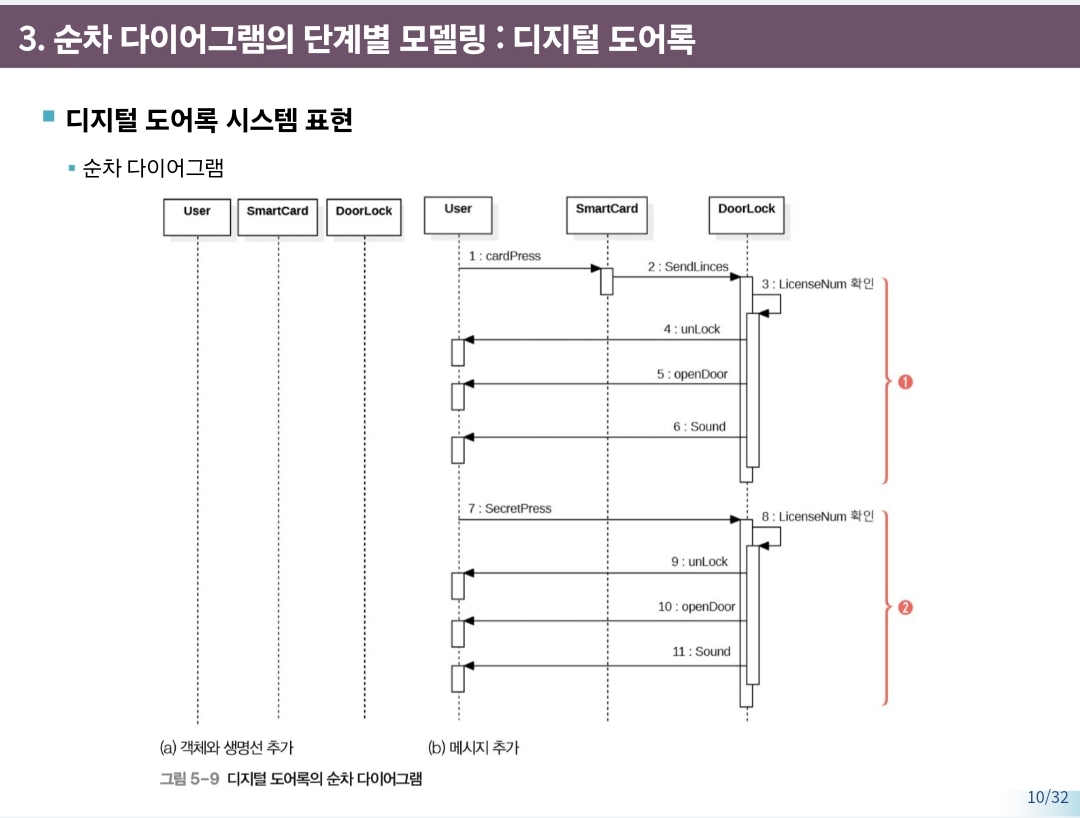 3. 순차 다이어그램의 단계별 모델링 : 디지털 도어록
디지털 도어록 시스템 표현
순차 다이어그램
User SmartCard DoorLock
User SmartCard DoorLock
1 : cardPress
2 : SendLinces
3 : LicenseNum 확인
4 : unLock
5 : openDoor
❶
6 : Sound
7 : SecretPress
8 : LicenseNum 확인
9 : unLock
10 : openDoor
❷
11 : Sound
(a) 객체와 생명선 추가
(b) 메시지 추가
그림 5-9 디지털 도어록의 순차 다이어그램
10/32